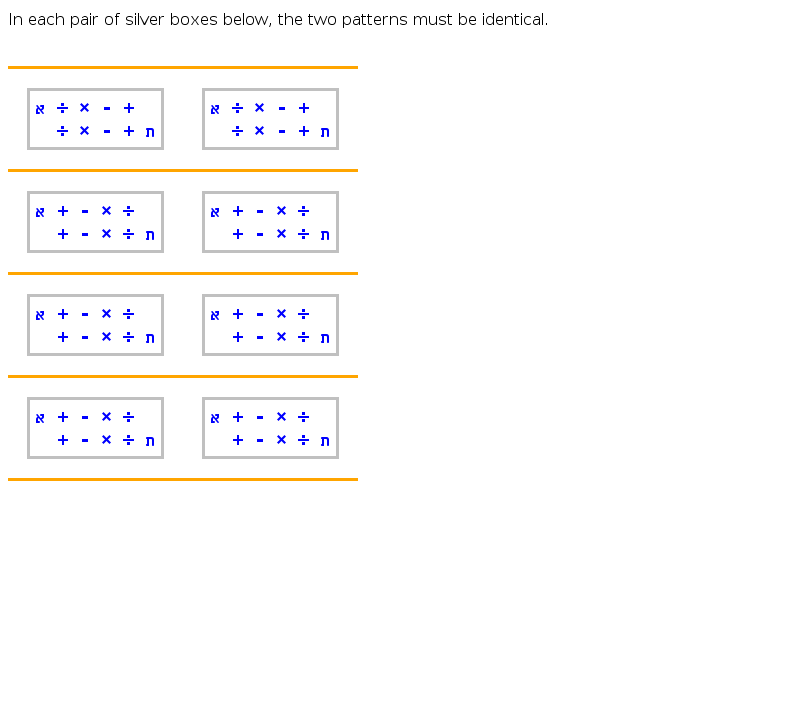 In each pair of silver boxes below, the two patterns must be identical.
א ÷ × - +
÷ × - + ת
א ÷ × - +
÷ × - + ת
א + - × ÷
+ - × ÷ ת
א + - × ÷
+ - × ÷ ת
א + - × ÷
+ - × ÷ ת
א + - × ÷
+ - × ÷ ת
א + - × ÷
+ - × ÷ ת
א + - × ÷
+ - × ÷ ת